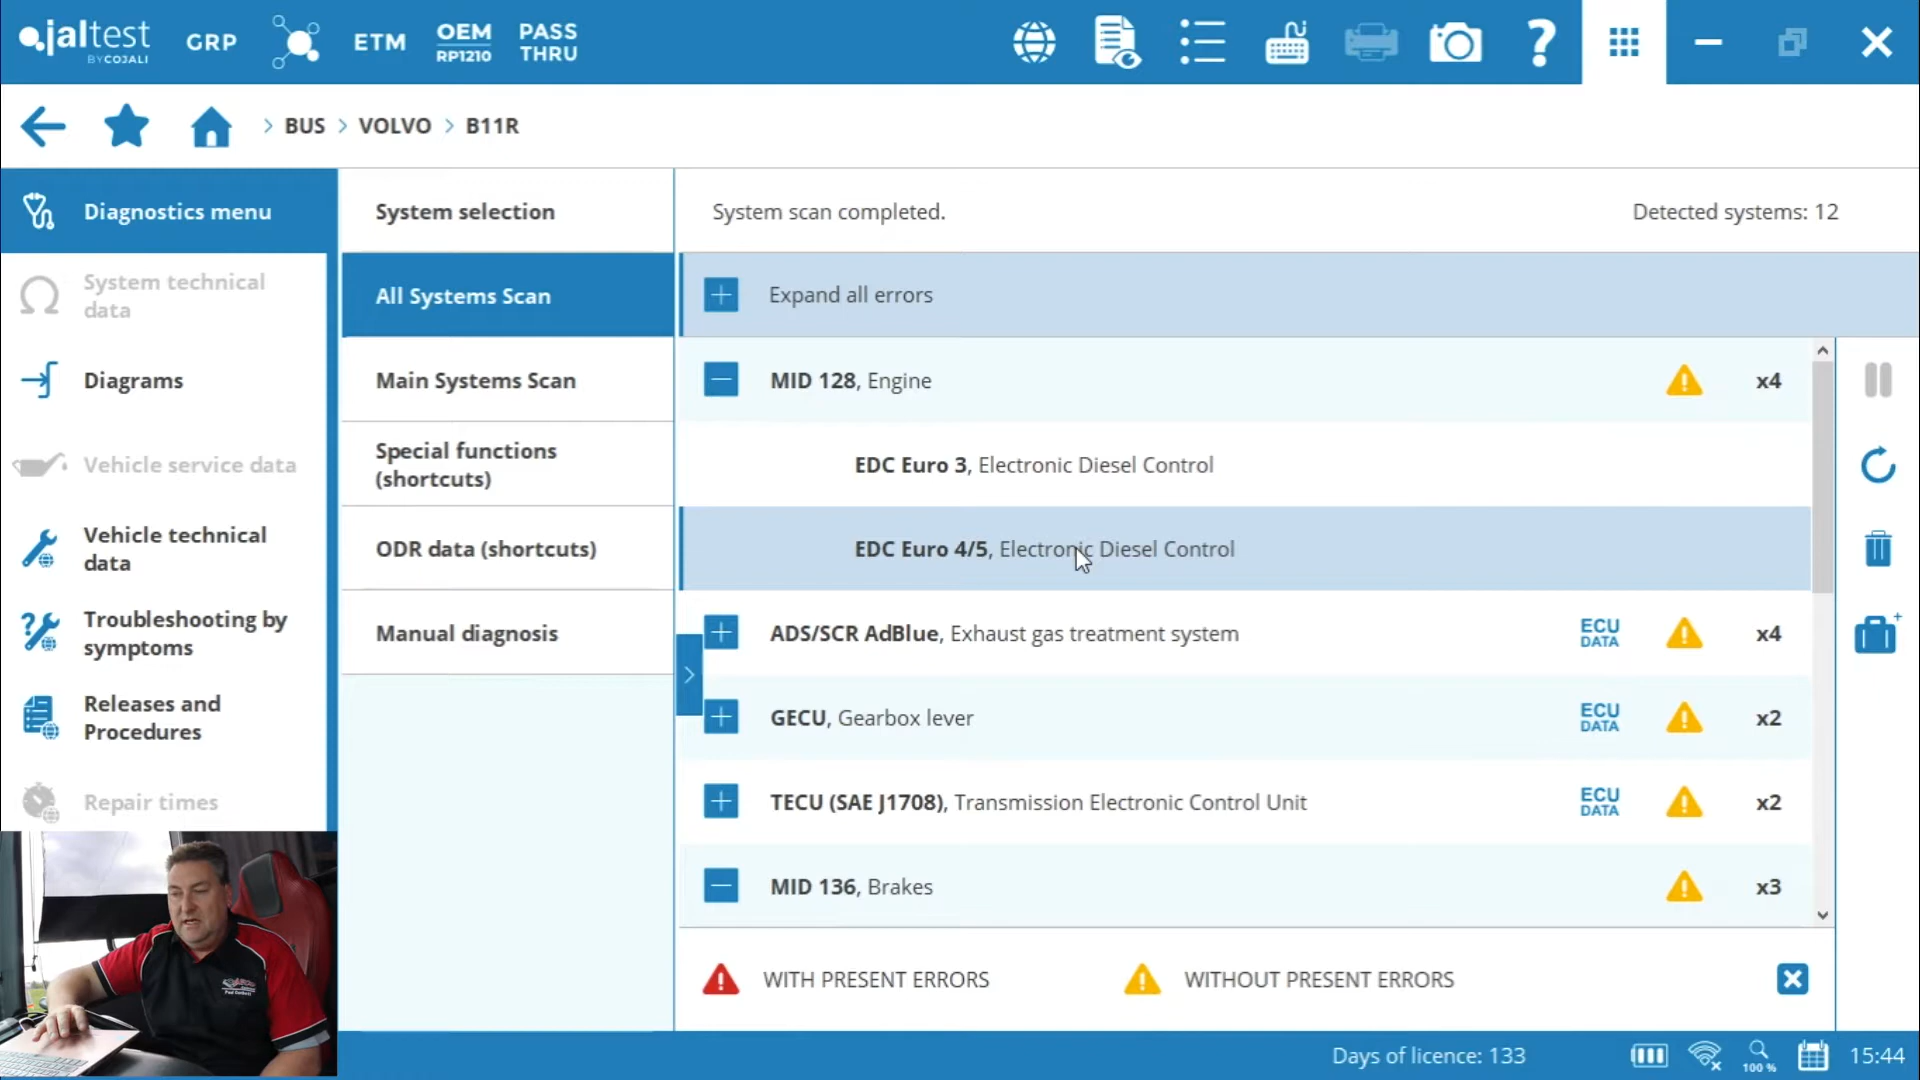 jaltest
BY COJALI
GRP
ETM
OEM
RP1210
PASS
THRU
> BUS > VOLVO > B11R
Diagnostics menu
System technical
data
Diagrams
Vehicle service data
Vehicle technical
data
Troubleshooting by
symptoms
Releases and
Procedures
Repair times
System selection
All Systems Scan
Main Systems Scan
Special functions
(shortcuts)
ODR data (shortcuts)
Manual diagnosis
System scan completed.
Detected systems: 12
Expand all errors
MID 128, Engine x4
EDC Euro 3, Electronic Diesel Control
EDC Euro 4/5, Electronic Diesel Control
ADS/SCR AdBlue, Exhaust gas treatment system ECU DATA x4
GECU, Gearbox lever ECU DATA x2
TECU (SAE J1708), Transmission Electronic Control Unit ECU DATA x2
MID 136, Brakes x3
WITH PRESENT ERRORS
WITHOUT PRESENT ERRORS
Days of licence: 133
100 %
15:44